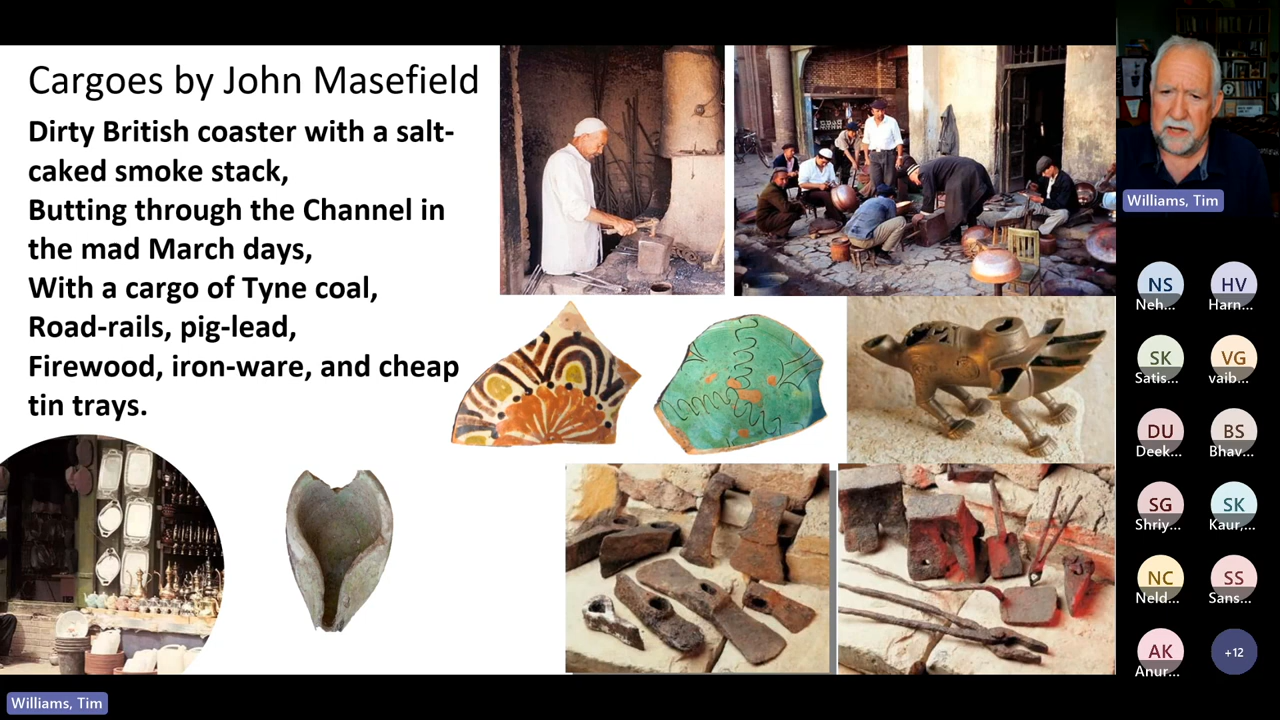 Cargoes by John Masefield
Dirty British coaster with a salt-
caked smoke stack,
Butting through the Channel in
the mad March days,
With a cargo of Tyne coal,
Road-rails, pig-lead,
Firewood, iron-ware, and cheap
tin trays.
Williams, Tim
NS
HV
Neh...
Harn...
SK
VG
Satis...
vaib...
DU
BS
Deek...
Bhav...
SG
SK
Shriy...
Kaur,...
NC
SS
Neld...
Sans...
AK
+12
Anur...
Williams, Tim